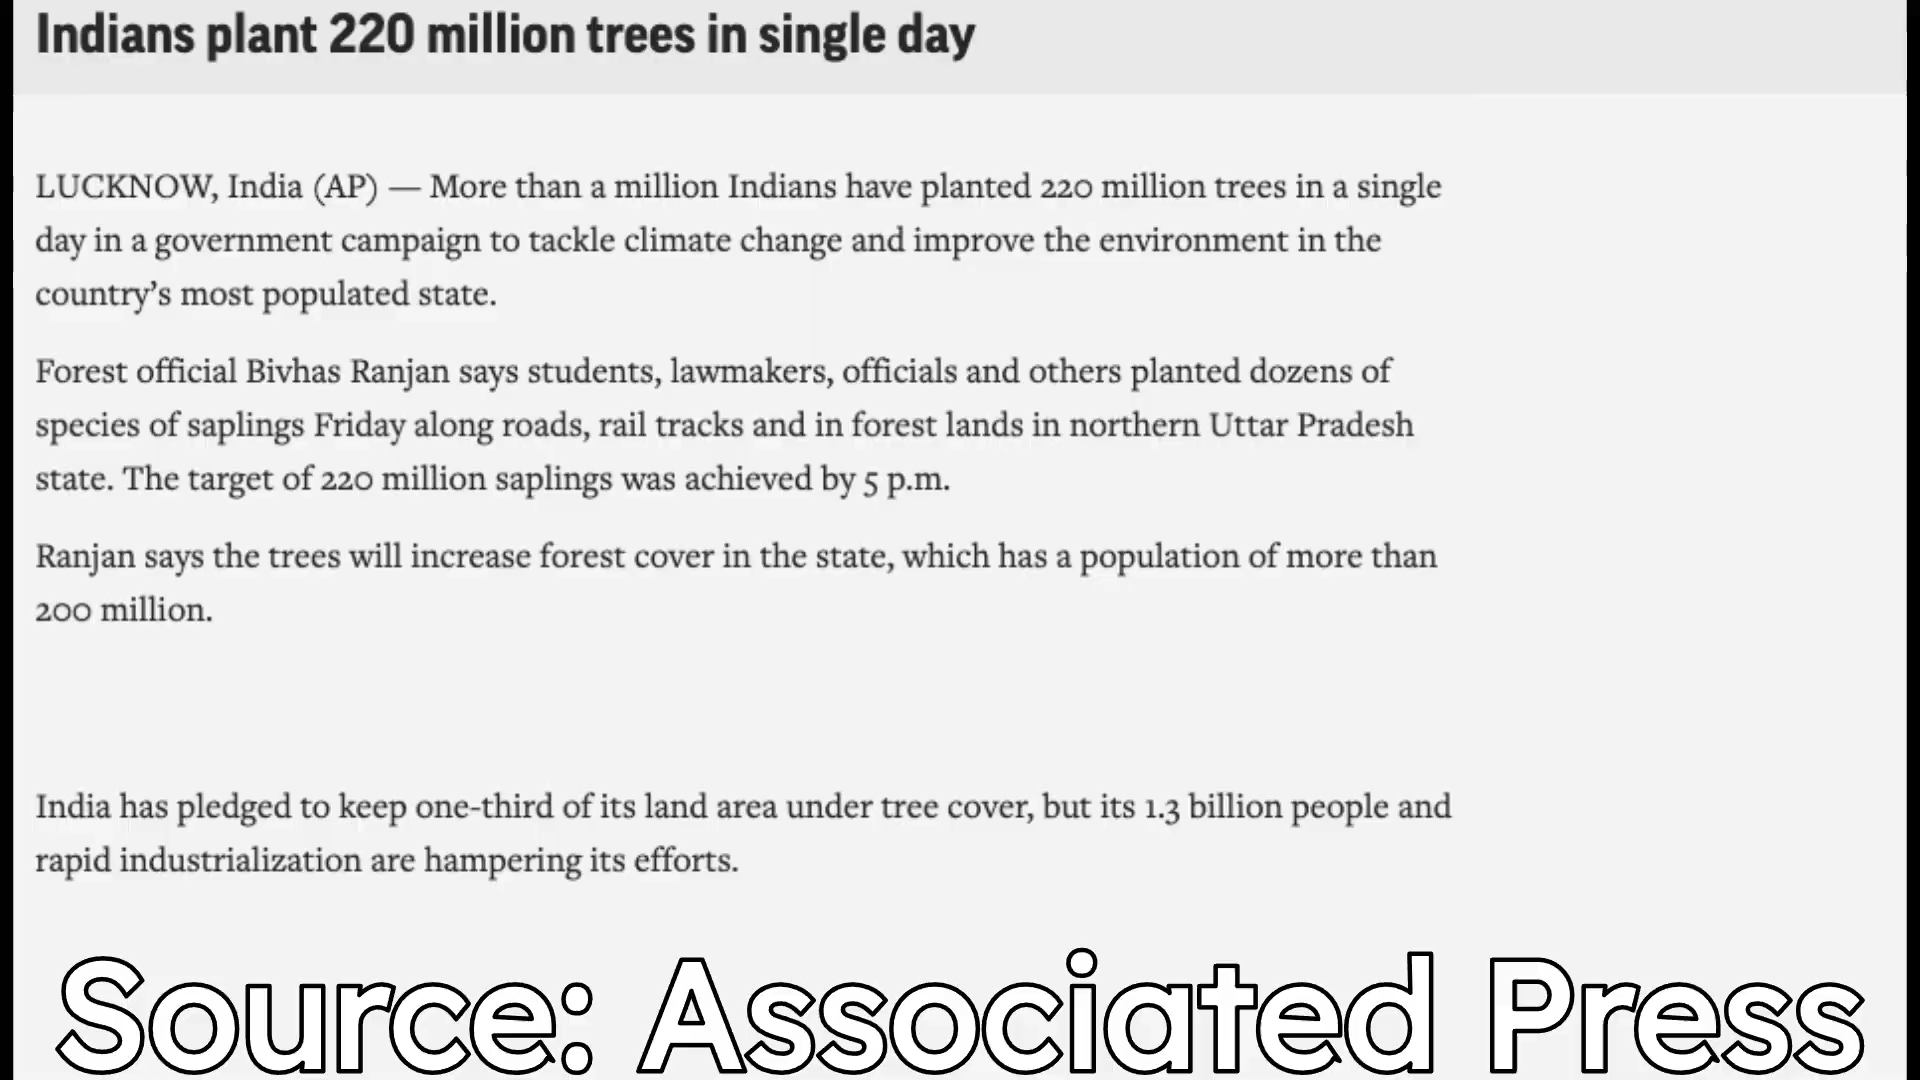 Indians plant 220 million trees in single day
LUCKNOW, India (AP) — More than a million Indians have planted 220 million trees in a single
day in a government campaign to tackle climate change and improve the environment in the
country’s most populated state.
Forest official Bivhas Ranjan says students, lawmakers, officials and others planted dozens of
species of saplings Friday along roads, rail tracks and in forest lands in northern Uttar Pradesh
state. The target of 220 million saplings was achieved by 5 p.m.
Ranjan says the trees will increase forest cover in the state, which has a population of more than
200 million.
India has pledged to keep one-third of its land area under tree cover, but its 1.3 billion people and
rapid industrialization are hampering its efforts.
Source: Associated Press